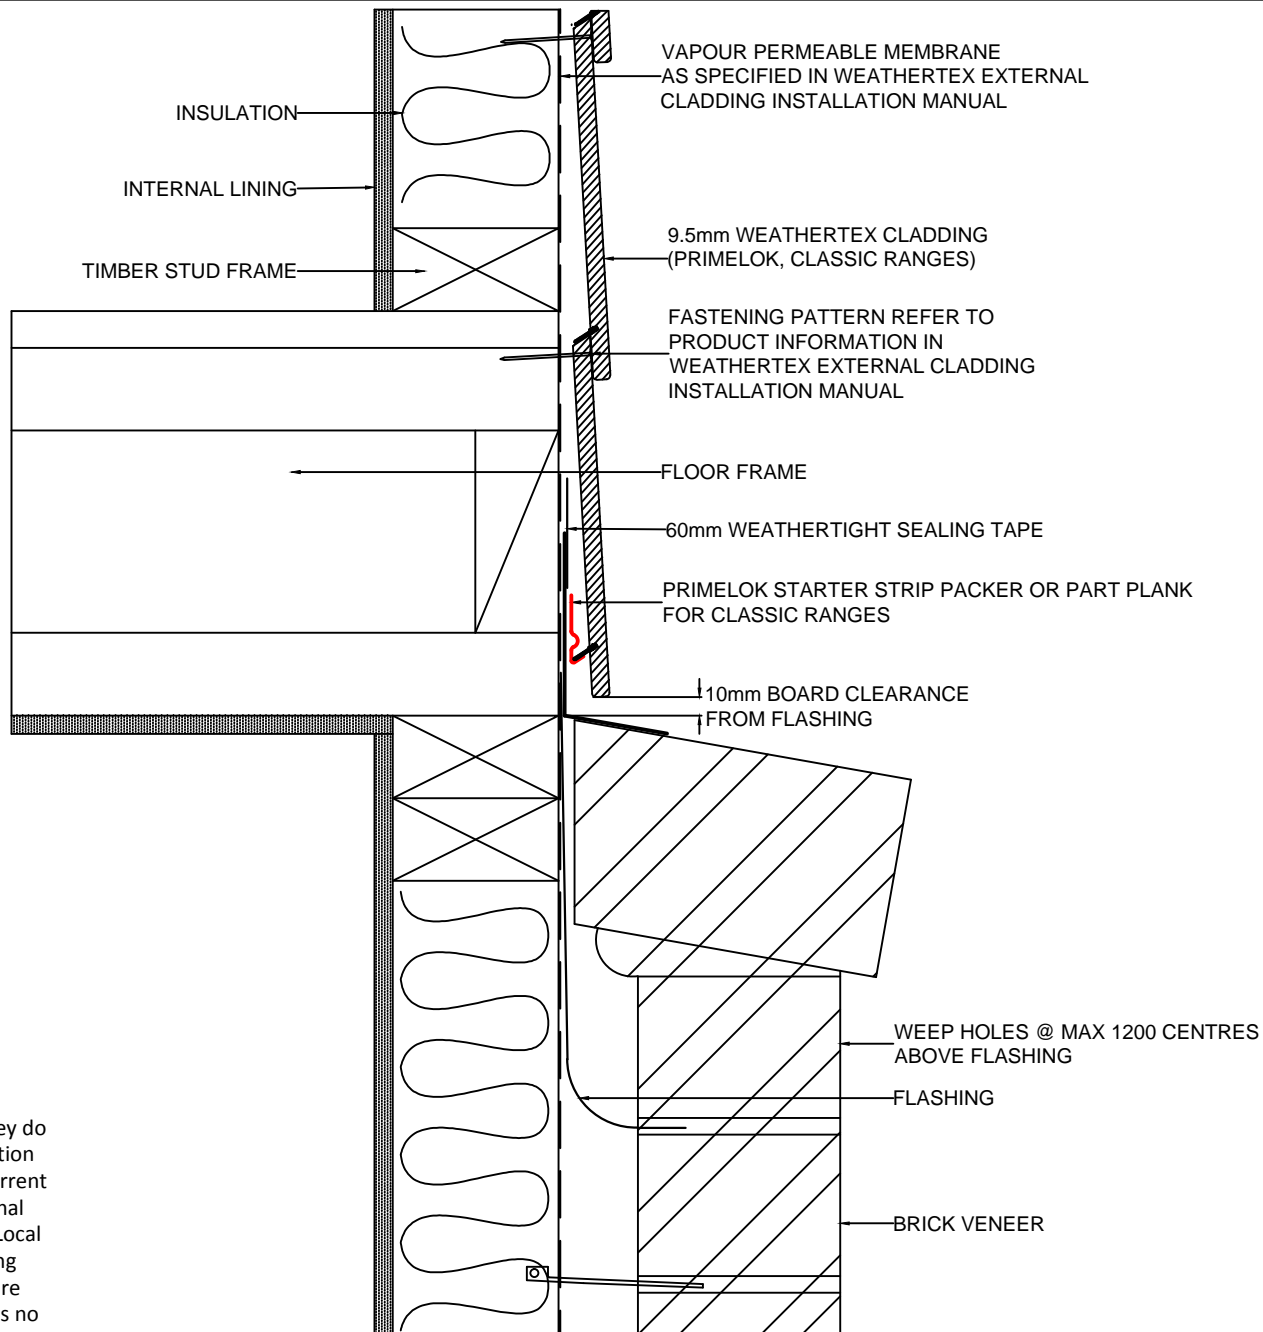 VAPOUR PERMEABLE MEMBRANE
AS SPECIFIED IN WEATHERTEX EXTERNAL
CLADDING INSTALLATION MANUAL
INSULATION
INTERNAL LINING
9.5mm WEATHERTEX CLADDING
(PRIMELOK, CLASSIC RANGES)
TIMBER STUD FRAME
FASTENING PATTERN REFER TO
PRODUCT INFORMATION IN
WEATHERTEX EXTERNAL CLADDING
INSTALLATION MANUAL
FLOOR FRAME
60mm WEATHERTIGHT SEALING TAPE
PRIMELOK STARTER STRIP PACKER OR PART PLANK
FOR CLASSIC RANGES
10mm BOARD CLEARANCE
FROM FLASHING
WEEP HOLES @ MAX 1200 CENTRES
ABOVE FLASHING
FLASHING
BRICK VENEER
do